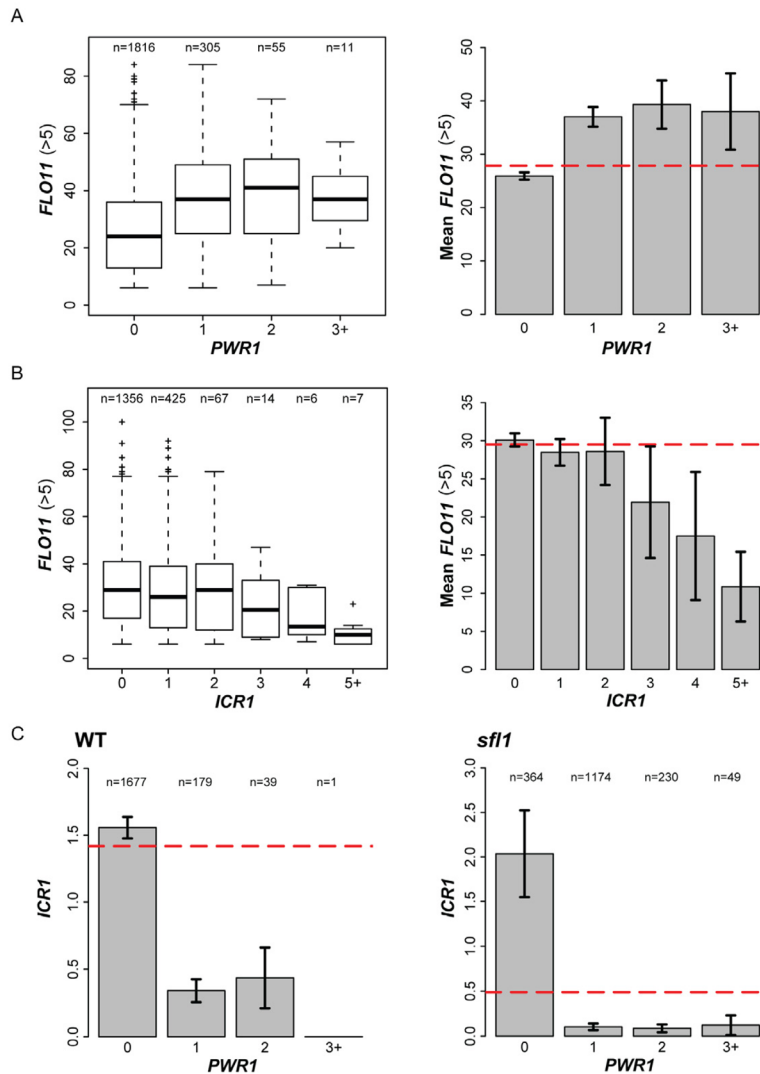 A
n=1816 n=305 n=55 n=11
FLO11 (>5)
0 20 40 60 80
0 1 2 3+
PWR1
Mean FLO11 (>5)
0 10 20 30 40 50
0 1 2 3+
PWR1
B
n=1356 n=425 n=67 n=14 n=6 n=7
FLO11 (>5)
0 20 40 60 80 100
0 1 2 3 4 5+
ICR1
Mean FLO11 (>5)
0 5 10 15 20 25 30 35
0 1 2 3 4 5+
ICR1
C
WT
n=1677 n=179 n=39 n=1
ICR1
0.0 0.5 1.0 1.5 2.0
0 1 2 3+
PWR1
sfl1
n=364 n=1174 n=230 n=49
ICR1
0.0 0.5 1.0 1.5 2.0 2.5 3.0
0 1 2 3+
PWR1